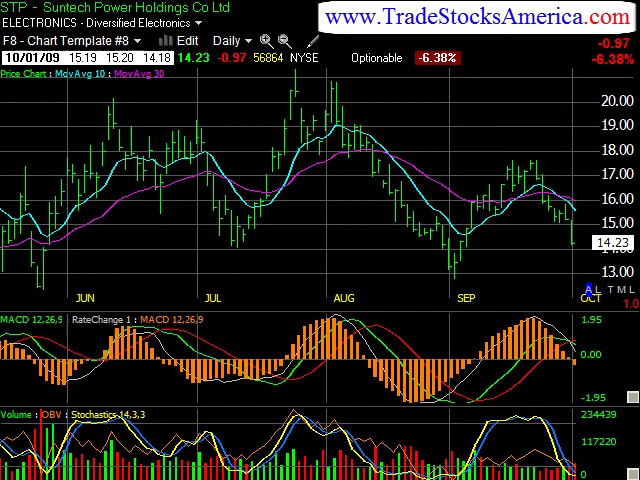 STP - Suntech Power Holdings Co Ltd
ELECTRONICS - Diversified Electronics
www.TradeStocksAmerica.com
F8 - Chart Template #8 Edit Daily
-0.97
10/01/09 15.19 15.20 14.18 14.23 -0.97 56864 NYSE Optionable -6.38%
-6.38%
Price Chart : MovAvg 10 : MovAvg 30
20.00
19.00
18.00
17.00
16.00
15.00
14.23
13.00
A L T M L
JUN JUL AUG SEP OCT
1.0
MACD 12,26,9 RateChange 1 : MACD 12,26,9
1.95
0.00
-1.95
Volume : OBV : Stochastics 14,3,3
234439
117220
0